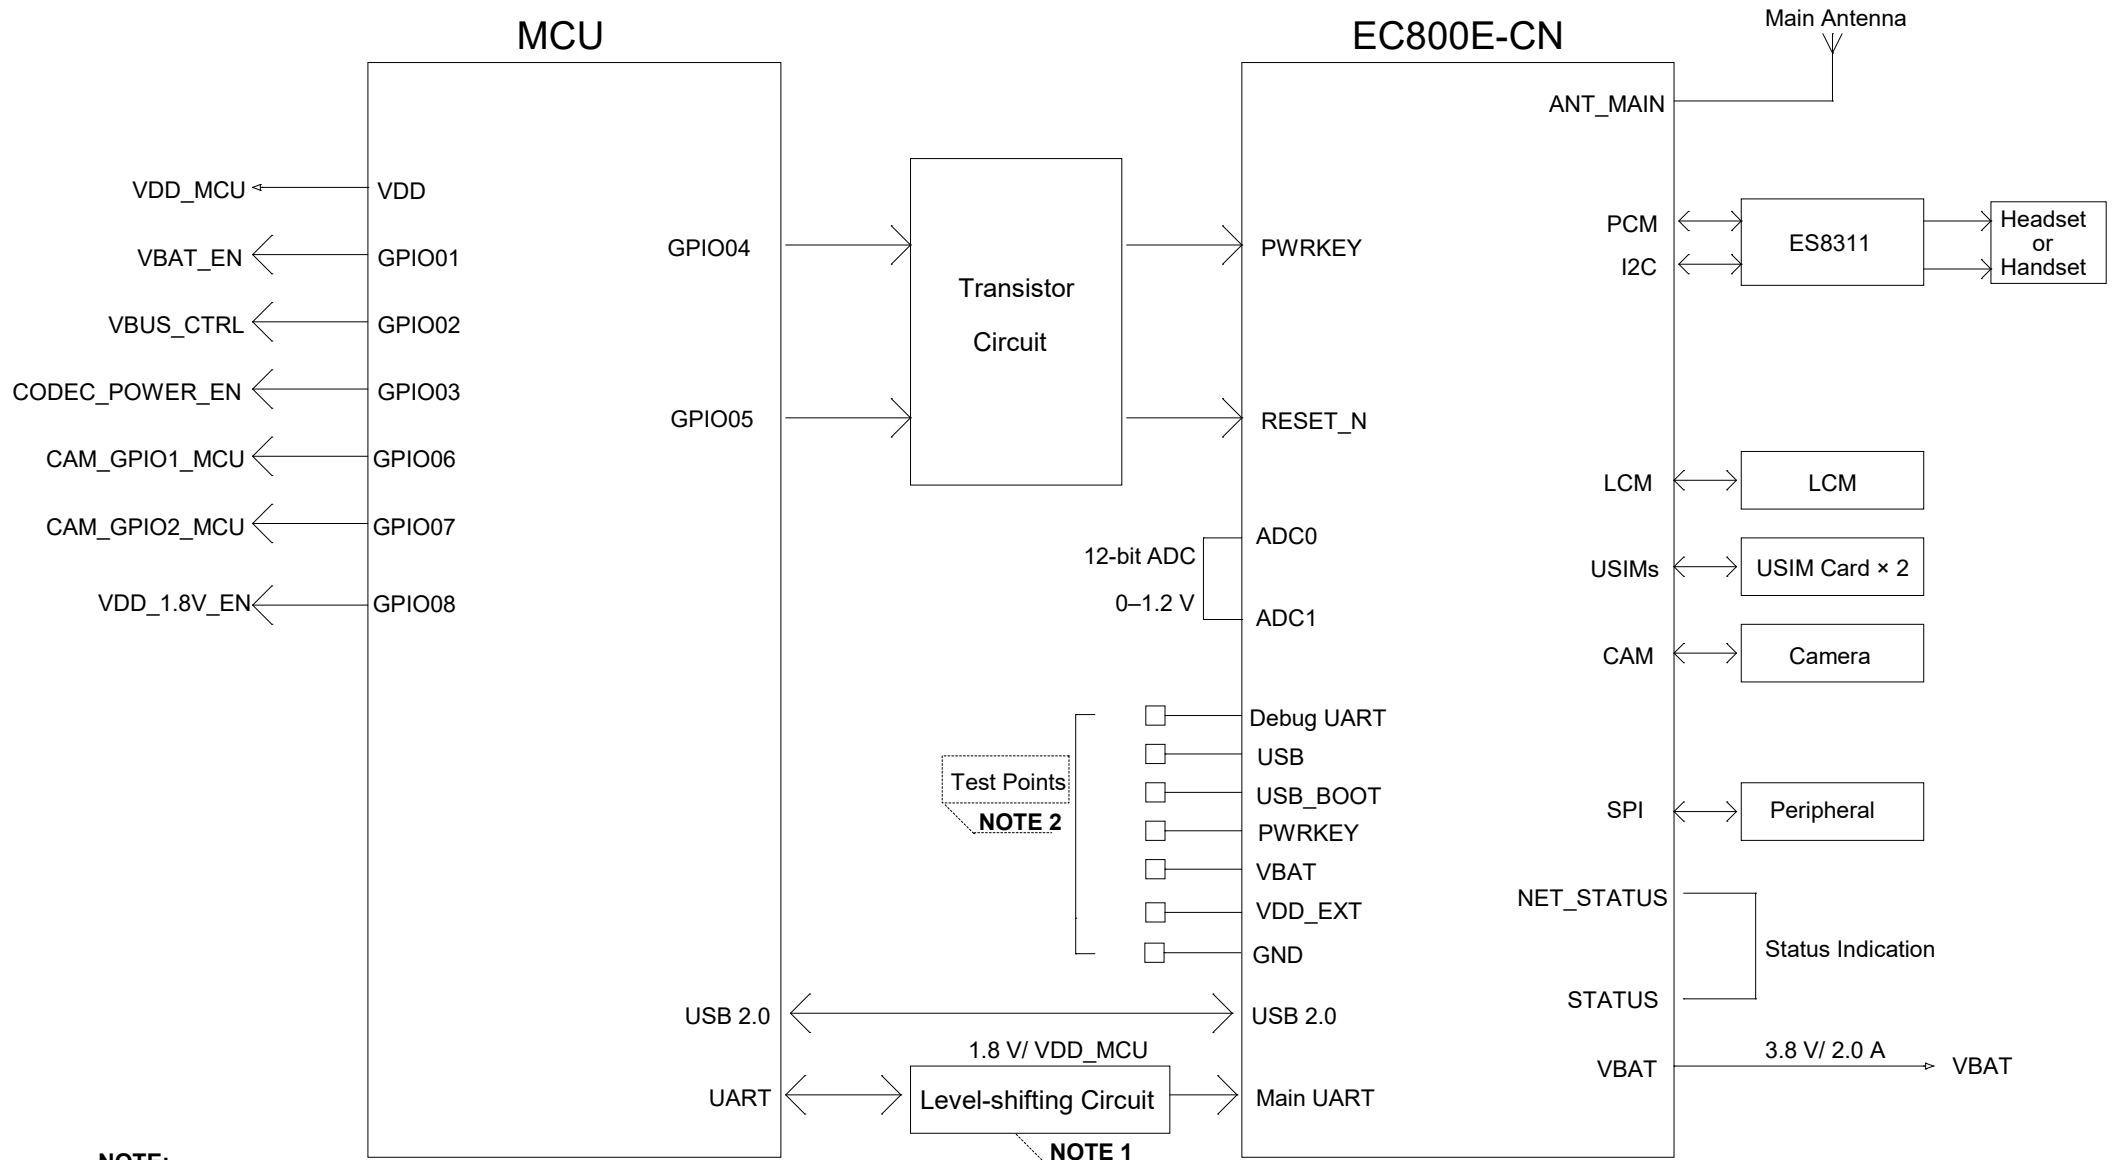 MCU
EC800E-CN
Main Antenna
ANT_MAIN
VDD_MCU
VDD
VBAT_EN
GPIO01
VBUS_CTRL
GPIO02
CODEC_POWER_EN
GPIO03
CAM_GPIO1_MCU
GPIO06
CAM_GPIO2_MCU
GPIO07
VDD_1.8V_EN
GPIO08
GPIO04
GPIO05
Transistor
Circuit
PWRKEY
RESET_N
PCM
I2C
ES8311
Headset
or
Handset
LCM
LCM
USIMs
USIM Card × 2
CAM
Camera
SPI
Peripheral
12-bit ADC
0–1.2 V
ADC0
ADC1
Test Points
NOTE 2
Debug UART
USB
USB_BOOT
PWRKEY
VBAT
VDD_EXT
GND
NET_STATUS
Status Indication
STATUS
USB 2.0
USB 2.0
1.8 V/ VDD_MCU
UART
Level-shifting Circuit
Main UART
NOTE 1
VBAT
3.8 V/ 2.0 A
VBAT
NOTE: